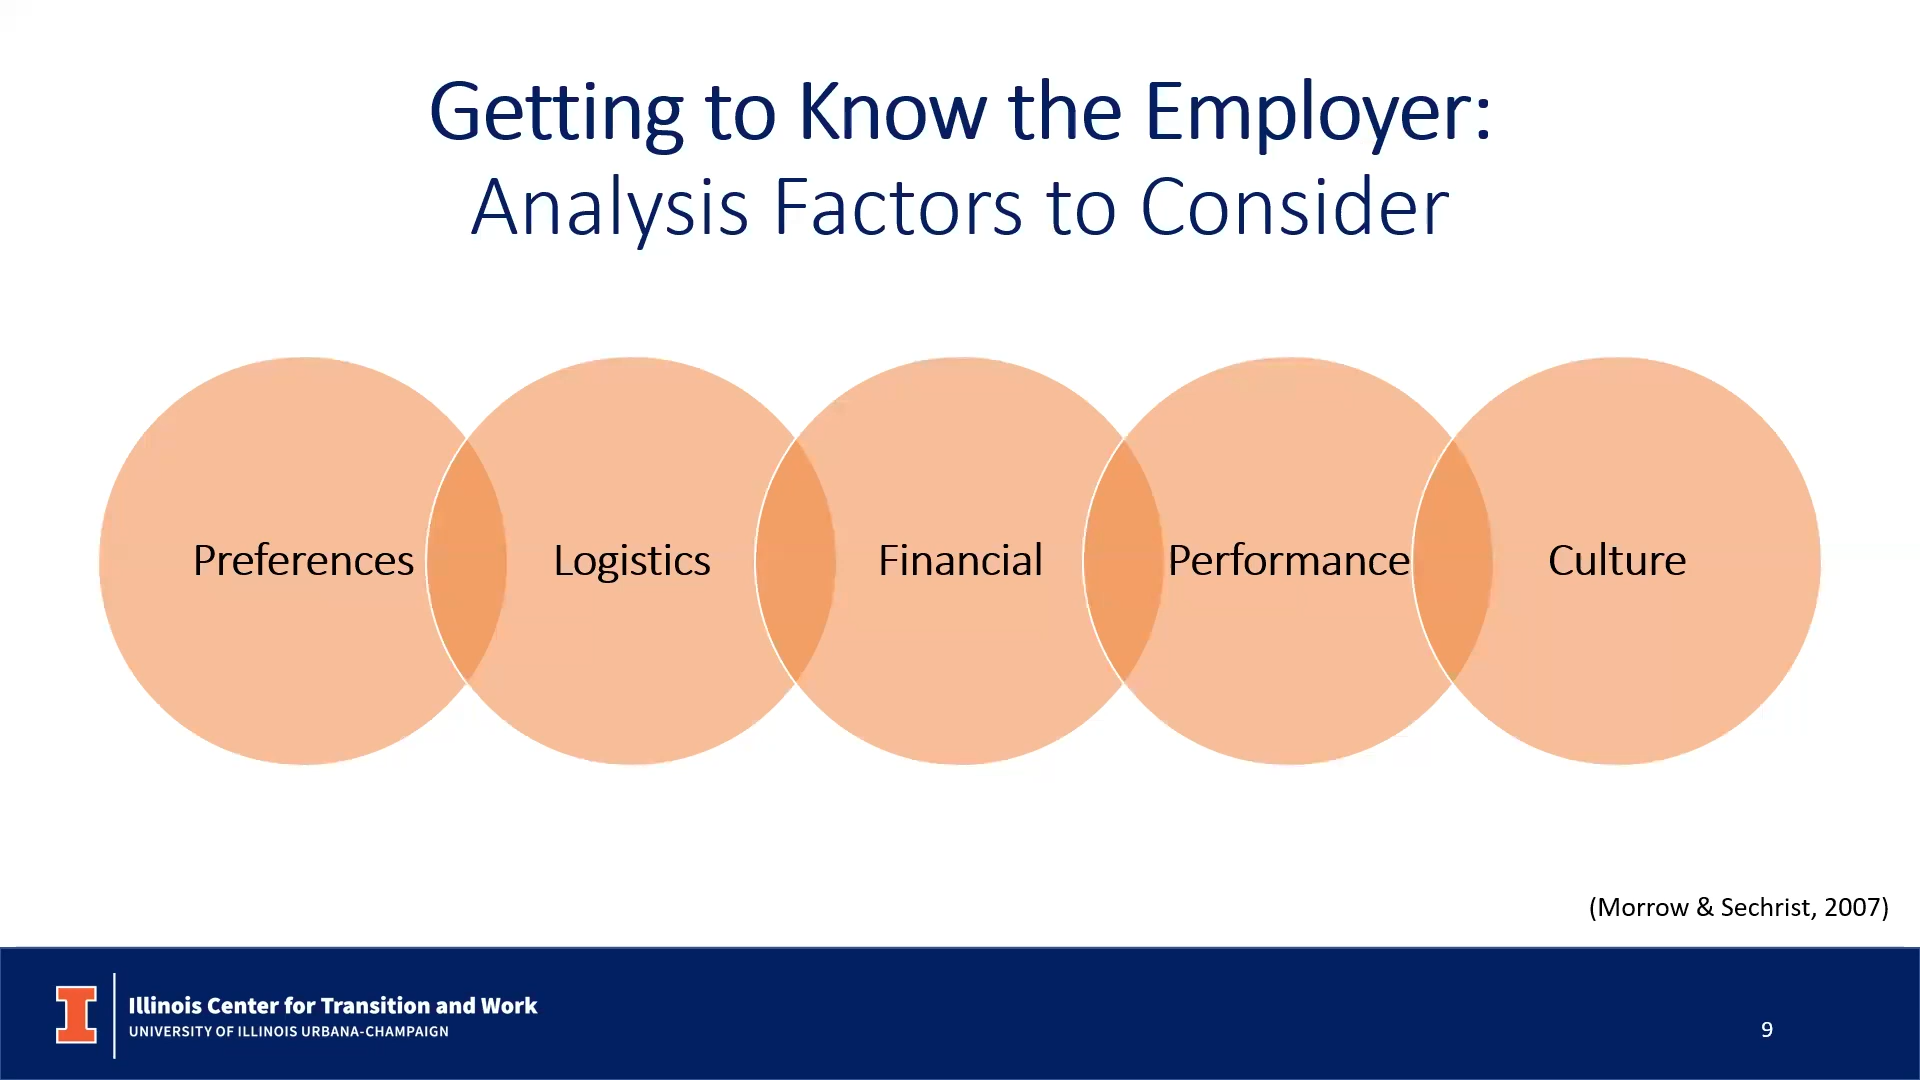 Getting to Know the Employer:
Analysis Factors to Consider
Preferences
Logistics
Financial
Performance
Culture
(Morrow & Sechrist, 2007)
I
Illinois Center for Transition and Work
UNIVERSITY OF ILLINOIS URBANA-CHAMPAIGN
9